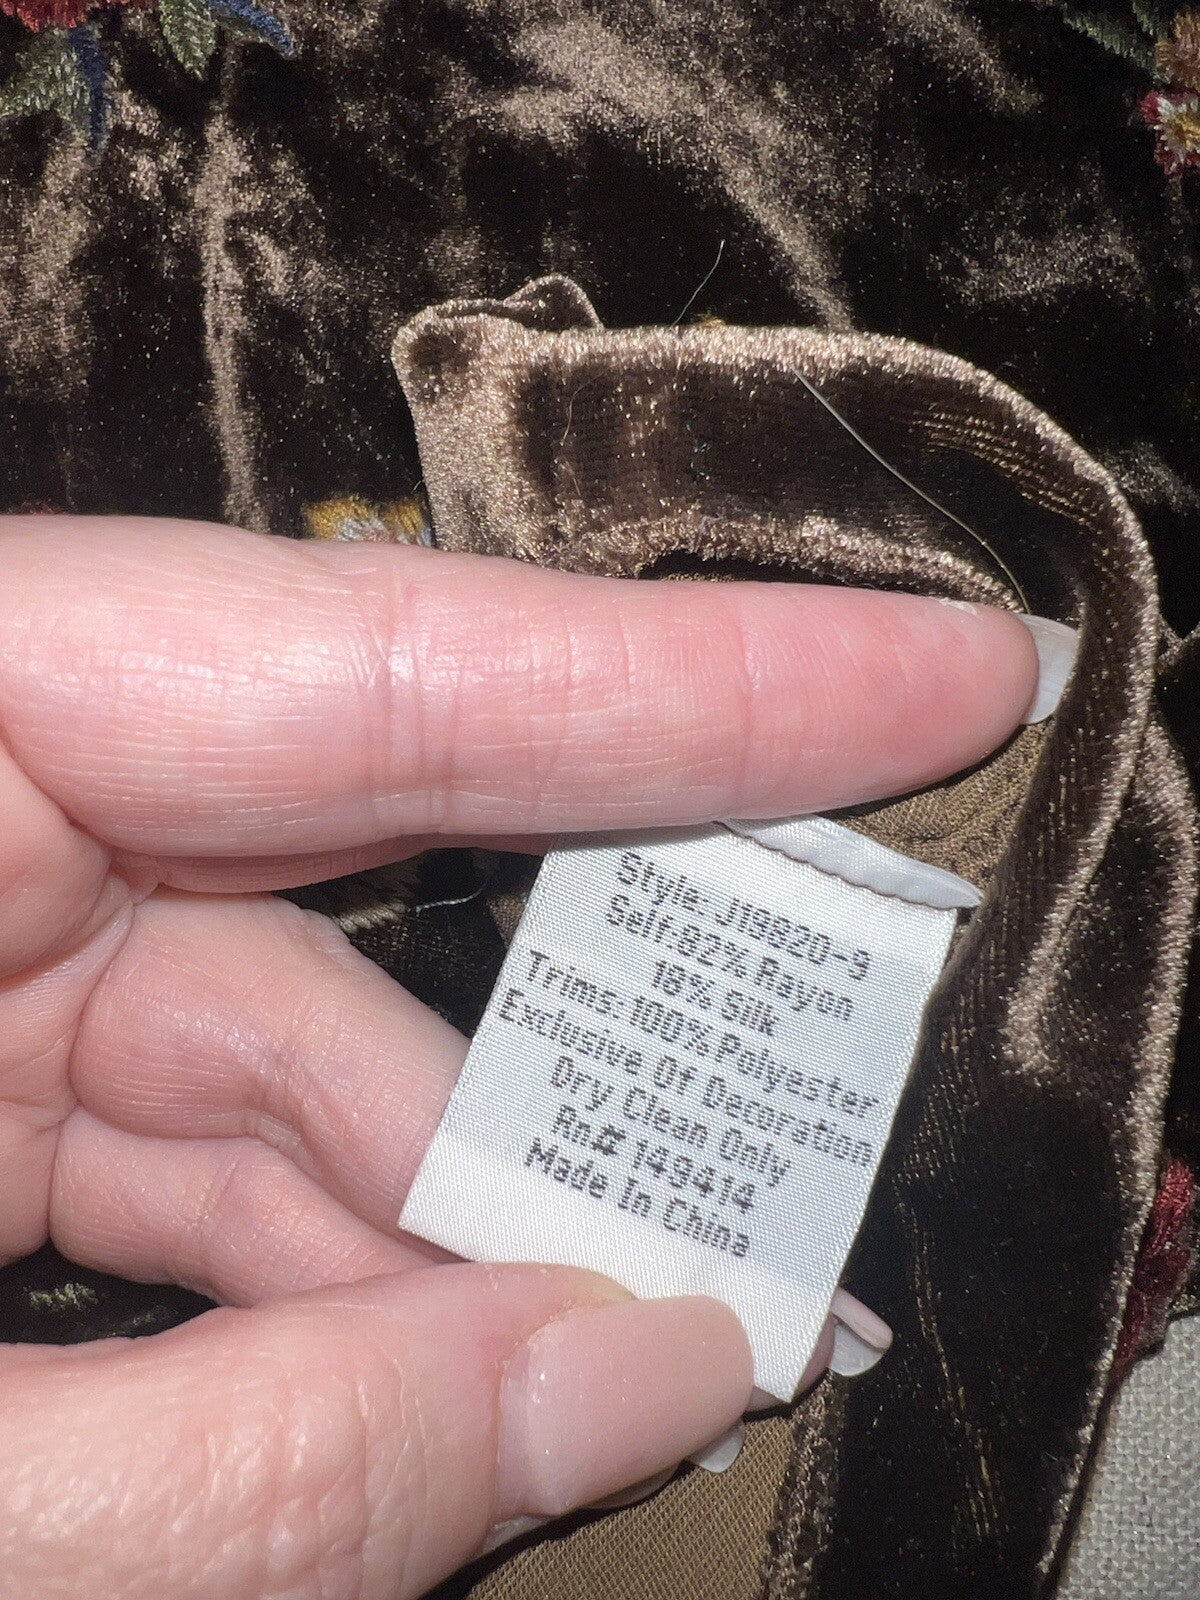 Style: J19820-9
Self:82% Rayon
18% Silk
Trims:100% Polyester
Exclusive Of Decoration
Dry Clean Only
Rn# 149414
Made In China